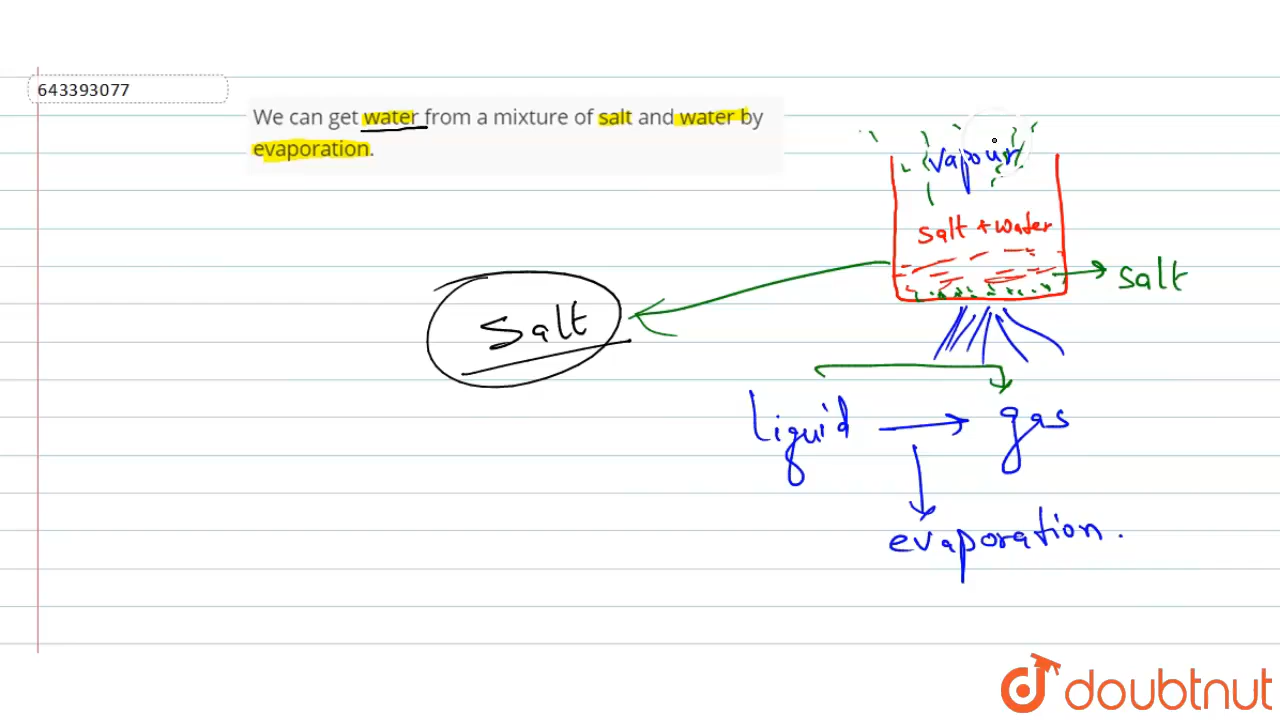 643393077
We can get water from a mixture of salt and water by
evaporation.
vapour
salt + water
salt
Salt
liquid → gas
evaporation.
doubtnut